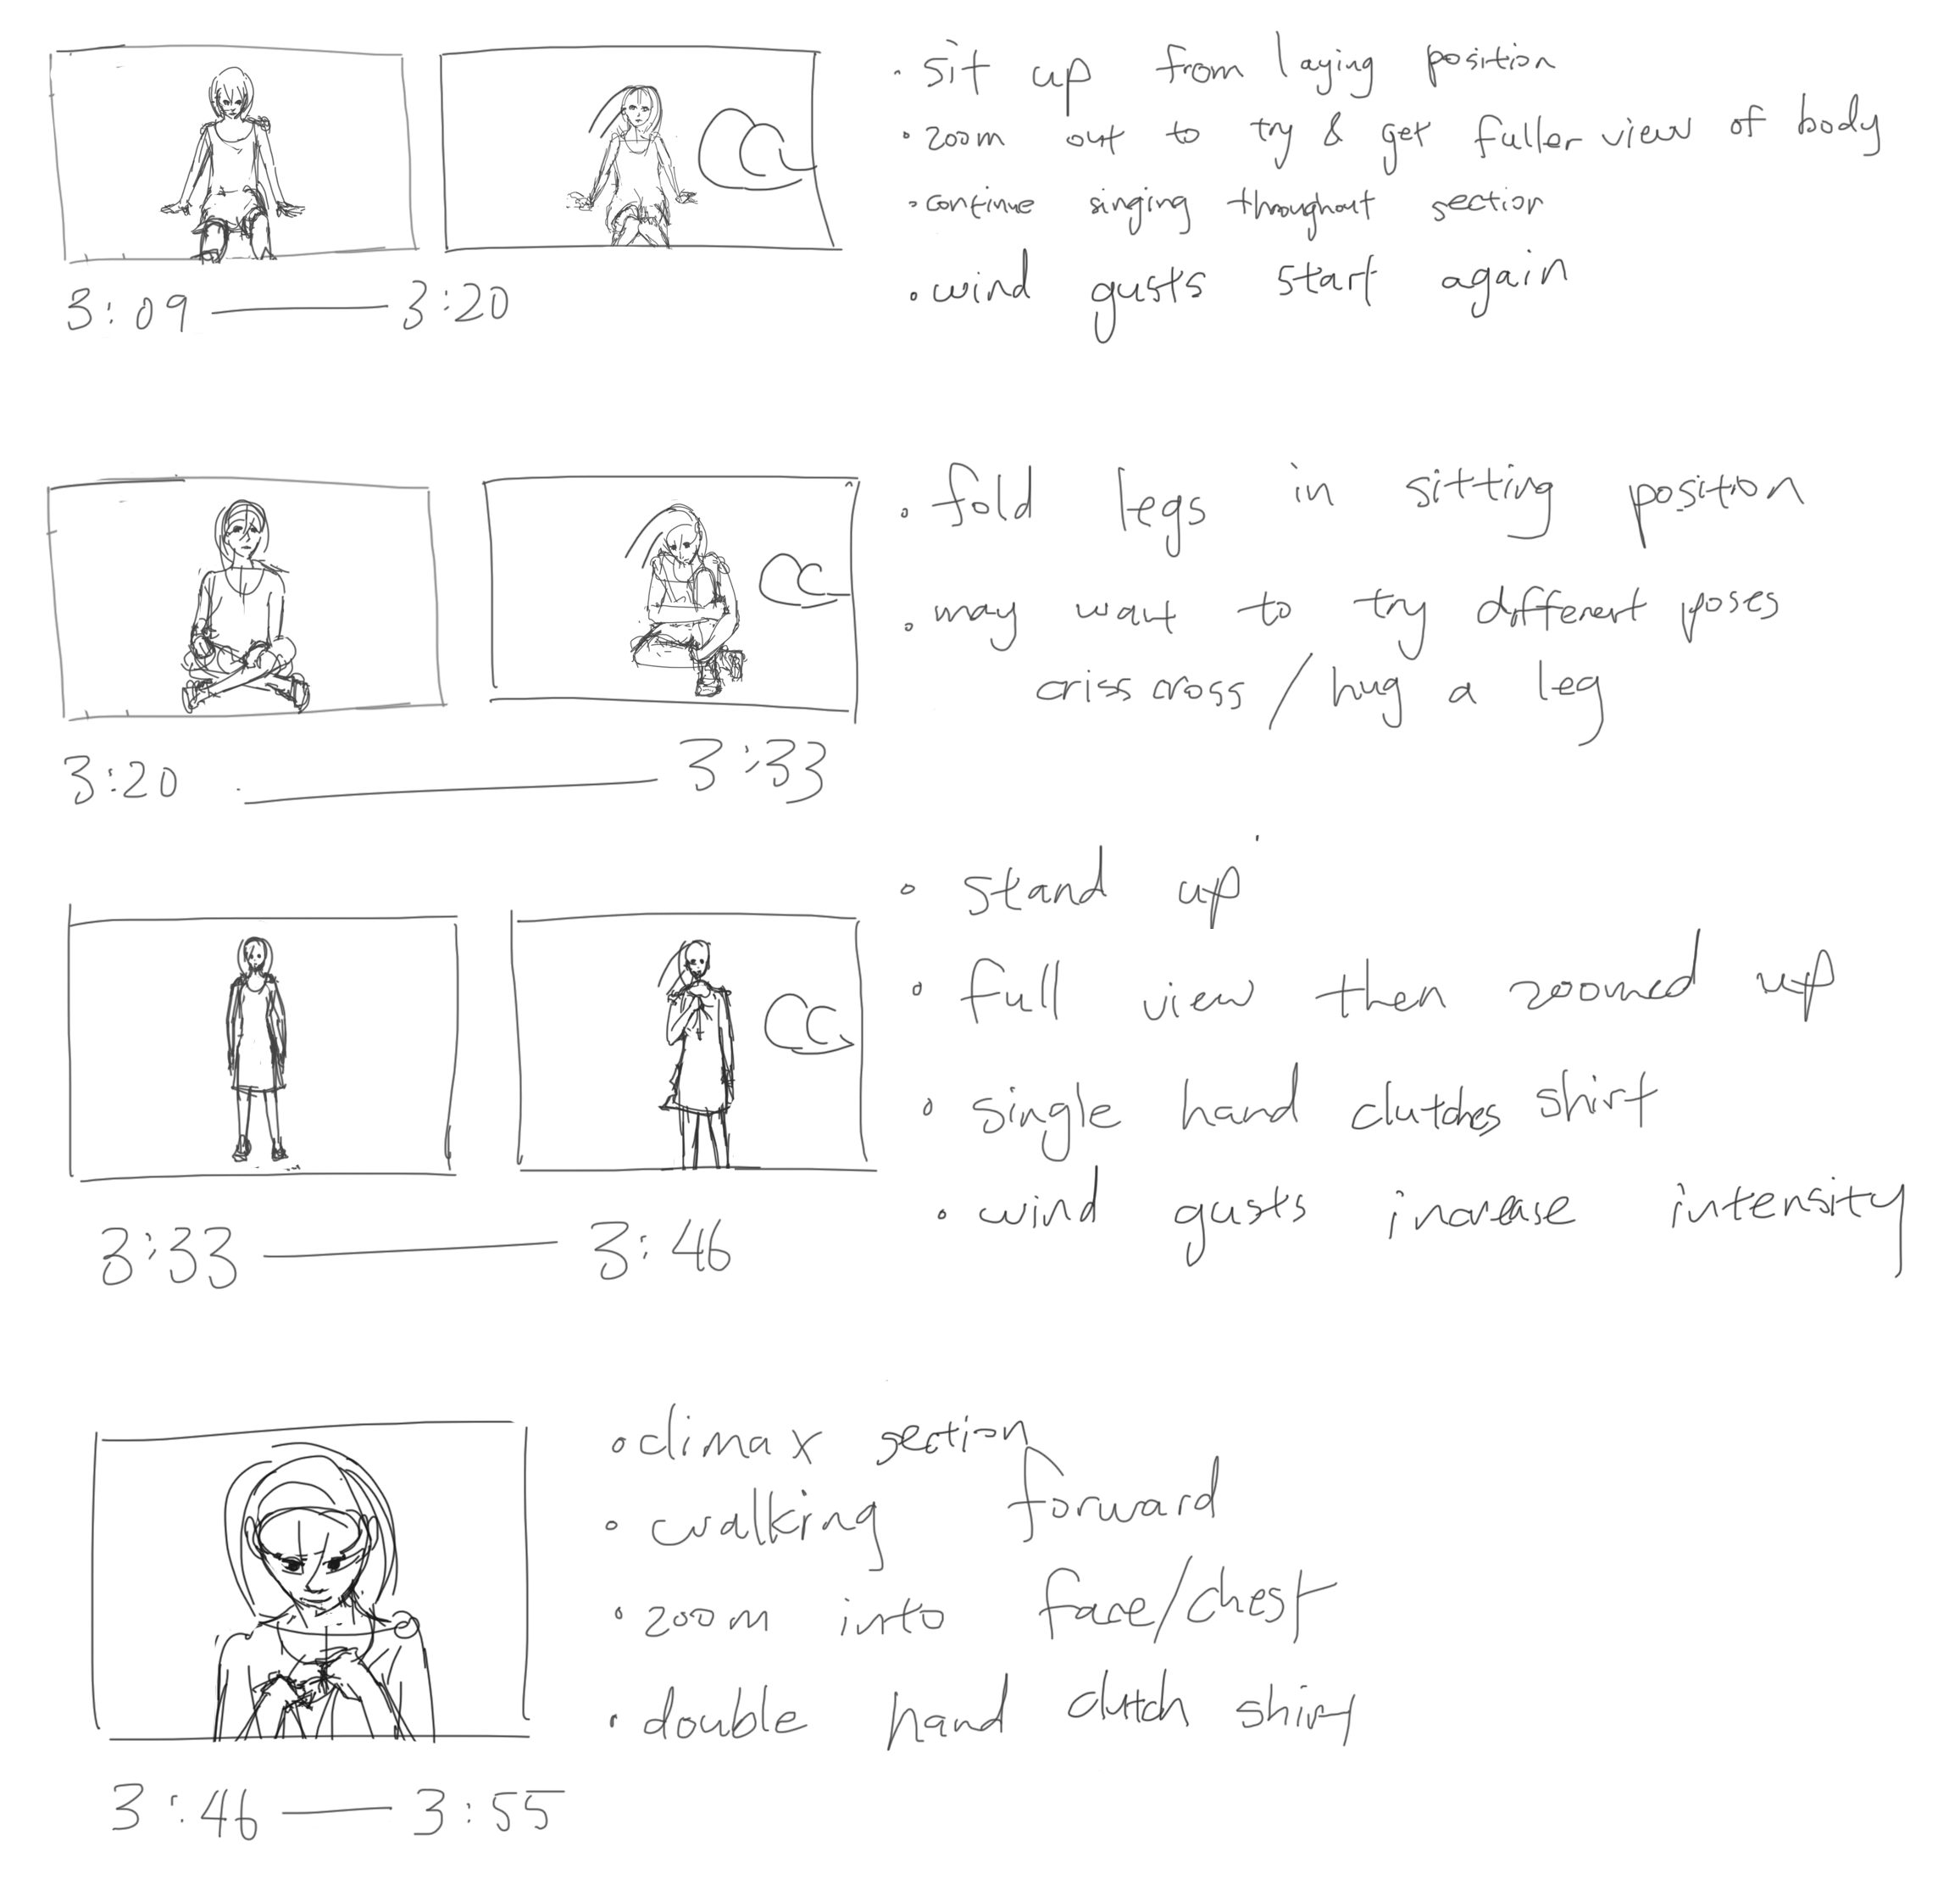 • sit up from laying position
• zoom out to try & get fuller view of body
• continue singing throughout section
• wind gusts start again
3:09 — 3:20
• fold legs in sitting position
• may want to try different poses
criss cross / hug a leg
3:20 — 3:33
• stand up
• full view then zoomed up
• single hand clutches shirt
• wind gusts increase intensity
3:33 — 3:46
• climax section
• walking forward
• zoom into face/chest
• double hand clutch shirt
3:46 — 3:55